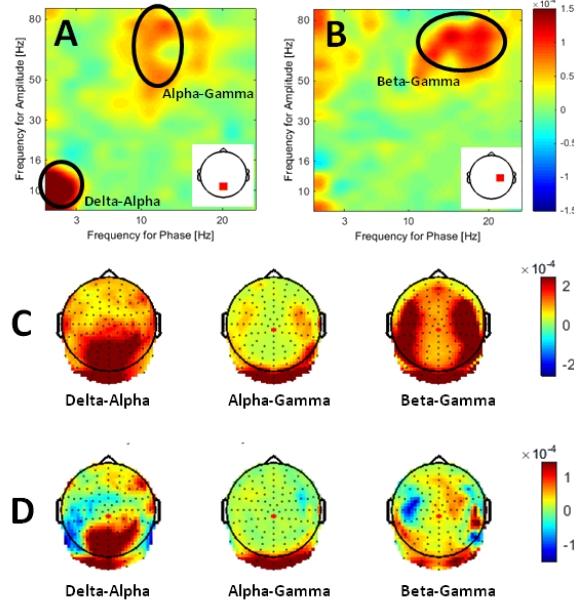 A
B
80
50
30
16
10
3
10
20
Frequency for Amplitude [Hz]
Frequency for Phase [Hz]
Alpha-Gamma
Delta-Alpha
80
50
30
16
10
3
10
20
Frequency for Amplitude [Hz]
Frequency for Phase [Hz]
Beta-Gamma
×10⁻⁴
1.5
1
0.5
0
-0.5
-1
-1.5
C
Delta-Alpha
Alpha-Gamma
Beta-Gamma
×10⁻⁴
2
0
-2
D
Delta-Alpha
Alpha-Gamma
Beta-Gamma
×10⁻⁴
1
0
-1